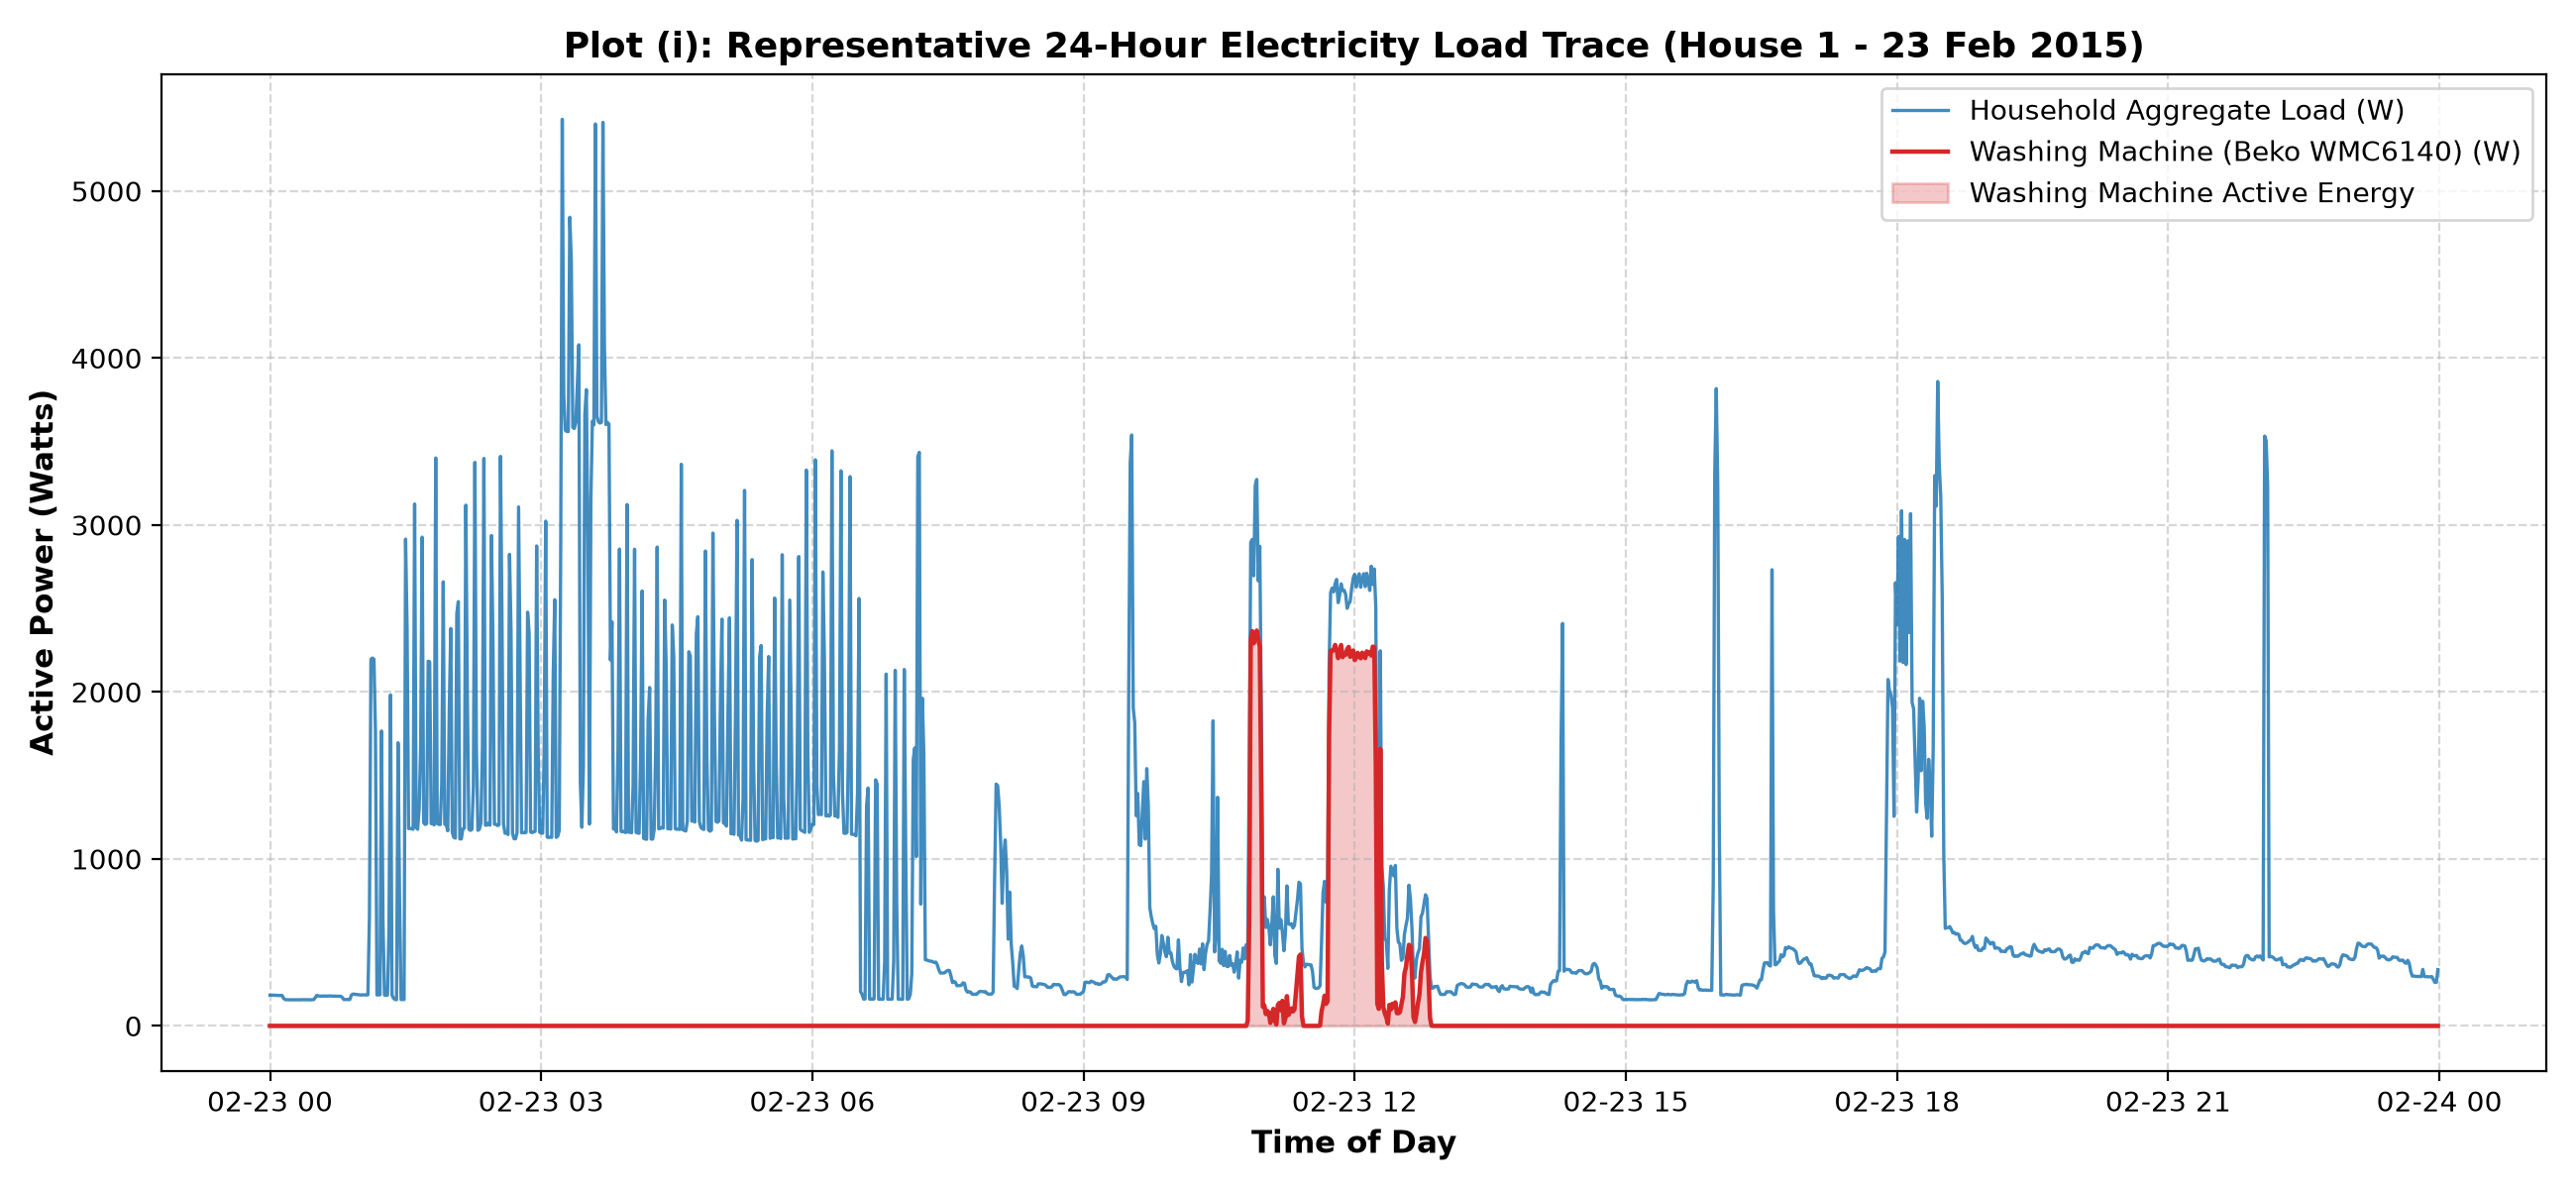 Plot (i): Representative 24-Hour Electricity Load Trace (House 1 - 23 Feb 2015)
Household Aggregate Load (W)
Washing Machine (Beko WMC6140) (W)
Washing Machine Active Energy
Active Power (Watts)
5000
4000
3000
2000
1000
0
02-23 00 02-23 03 02-23 06 02-23 09 02-23 12 02-23 15 02-23 18 02-23 21 02-24 00
Time of Day